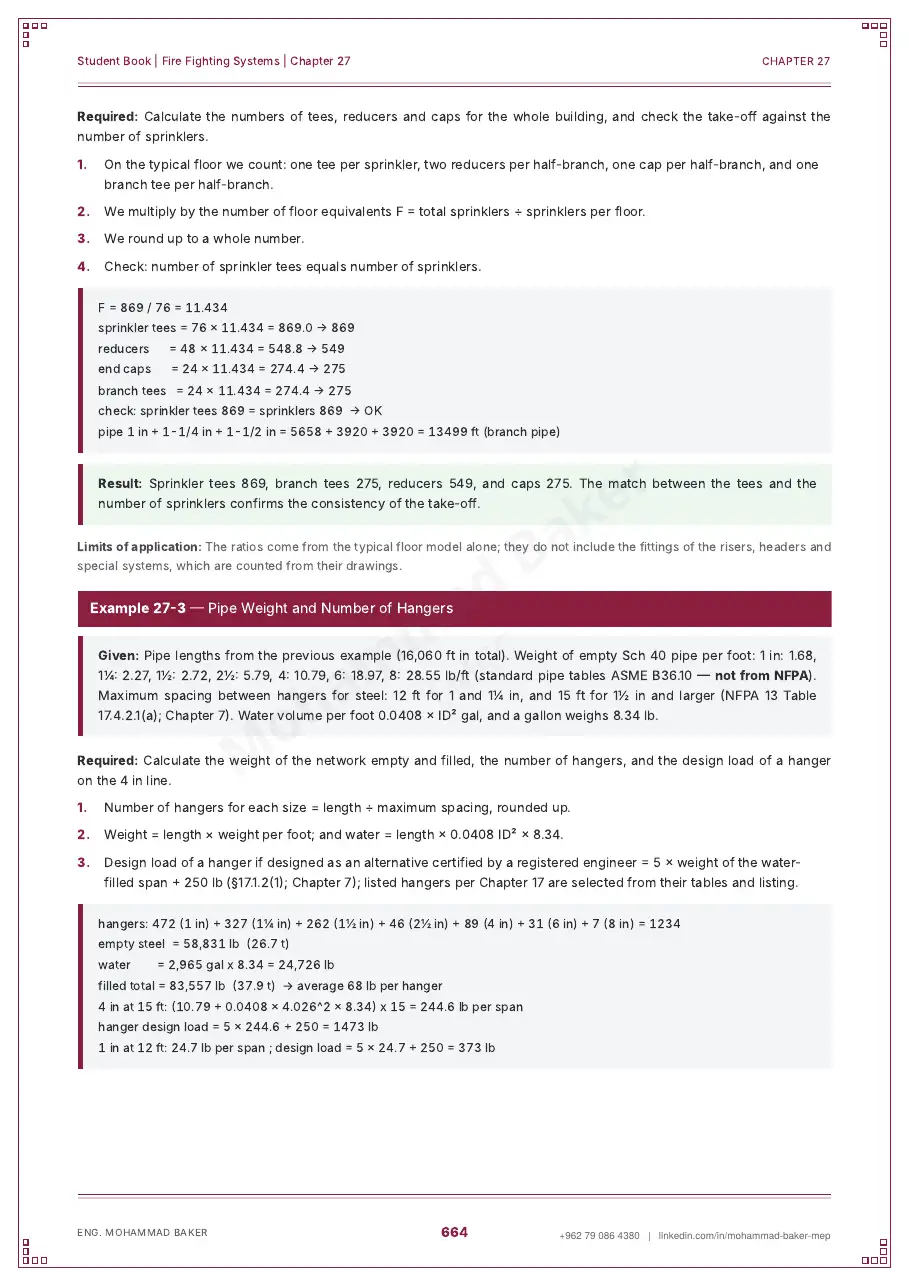 Student Book | Fire Fighting Systems | Chapter 27
CHAPTER 27
Required: Calculate the numbers of tees, reducers and caps for the whole building, and check the take-off against the
number of sprinklers.
1. On the typical floor we count: one tee per sprinkler, two reducers per half-branch, one cap per half-branch, and one
branch tee per half-branch.
2. We multiply by the number of floor equivalents F = total sprinklers ÷ sprinklers per floor.
3. We round up to a whole number.
4. Check: number of sprinkler tees equals number of sprinklers.
F = 869 / 76 = 11.434
sprinkler tees = 76 × 11.434 = 869.0 → 869
reducers = 48 × 11.434 = 548.8 → 549
end caps = 24 × 11.434 = 274.4 → 275
branch tees = 24 × 11.434 = 274.4 → 275
check: sprinkler tees 869 = sprinklers 869 → OK
pipe 1 in + 1-1/4 in + 1-1/2 in = 5658 + 3920 + 3920 = 13499 ft (branch pipe)
Result: Sprinkler tees 869, branch tees 275, reducers 549, and caps 275. The match between the tees and the
number of sprinklers confirms the consistency of the take-off.
Limits of application: The ratios come from the typical floor model alone; they do not include the fittings of the risers, headers and
special systems, which are counted from their drawings.
Example 27-3 — Pipe Weight and Number of Hangers
Given: Pipe lengths from the previous example (16,060 ft in total). Weight of empty Sch 40 pipe per foot: 1 in: 1.68,
1¼: 2.27, 1½: 2.72, 2½: 5.79, 4: 10.79, 6: 18.97, 8: 28.55 lb/ft (standard pipe tables ASME B36.10 — not from NFPA).
Maximum spacing between hangers for steel: 12 ft for 1 and 1¼ in, and 15 ft for 1½ in and larger (NFPA 13 Table
17.4.2.1(a); Chapter 7). Water volume per foot 0.0408 × ID² gal, and a gallon weighs 8.34 lb.
Required: Calculate the weight of the network empty and filled, the number of hangers, and the design load of a hanger
on the 4 in line.
1. Number of hangers for each size = length ÷ maximum spacing, rounded up.
2. Weight = length × weight per foot; and water = length × 0.0408 ID² × 8.34.
3. Design load of a hanger if designed as an alternative certified by a registered engineer = 5 × weight of the water-
filled span + 250 lb (§17.1.2(1); Chapter 7); listed hangers per Chapter 17 are selected from their tables and listing.
hangers: 472 (1 in) + 327 (1¼ in) + 262 (1½ in) + 46 (2½ in) + 89 (4 in) + 31 (6 in) + 7 (8 in) = 1234
empty steel = 58,831 lb (26.7 t)
water = 2,965 gal x 8.34 = 24,726 lb
filled total = 83,557 lb (37.9 t) → average 68 lb per hanger
4 in at 15 ft: (10.79 + 0.0408 × 4.026^2 × 8.34) x 15 = 244.6 lb per span
hanger design load = 5 × 244.6 + 250 = 1473 lb
1 in at 12 ft: 24.7 lb per span ; design load = 5 × 24.7 + 250 = 373 lb
Mohammad Baker
ENG. MOHAMMAD BAKER
664
+962 79 086 4380 | linkedin.com/in/mohammad-baker-mep